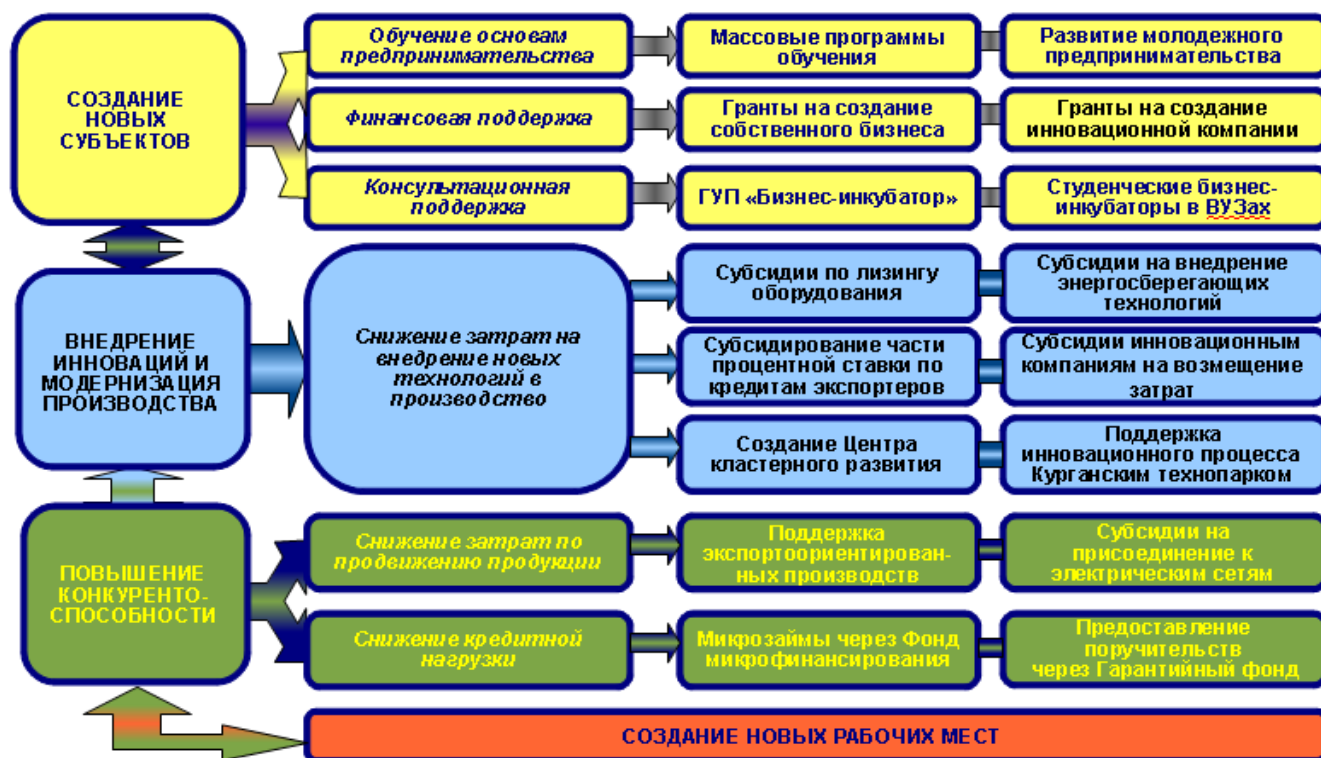 СОЗДАНИЕ
НОВЫХ
СУБЪЕКТОВ
Обучение основам
предпринимательства
Массовые программы
обучения
Развитие молодежного
предпринимательства
Финансовая поддержка
Гранты на создание
собственного бизнеса
Гранты на создание
инновационной компании
Консультационная
поддержка
ГУП «Бизнес-инкубатор»
Студенческие бизнес-
инкубаторы в ВУЗах
ВНЕДРЕНИЕ
ИННОВАЦИЙ И
МОДЕРНИЗАЦИЯ
ПРОИЗВОДСТВА
Снижение затрат на
внедрение новых
технологий в
производство
Субсидии по лизингу
оборудования
Субсидии на внедрение
энергосберегающих
технологий
Субсидирование части
процентной ставки по
кредитам экспортеров
Субсидии инновационным
компаниям на возмещение
затрат
Создание Центра
кластерного развития
Поддержка
инновационного процесса
Курганским технопарком
ПОВЫШЕНИЕ
КОНКУРЕНТО-
СПОСОБНОСТИ
Снижение затрат по
продвижению продукции
Поддержка
экспортоориентирован-
ных производств
Субсидии на
присоединение к
электрическим сетям
Снижение кредитной
нагрузки
Микрозаймы через Фонд
микрофинансирования
Предоставление
поручительств
через Гарантийный фонд
СОЗДАНИЕ НОВЫХ РАБОЧИХ МЕСТ